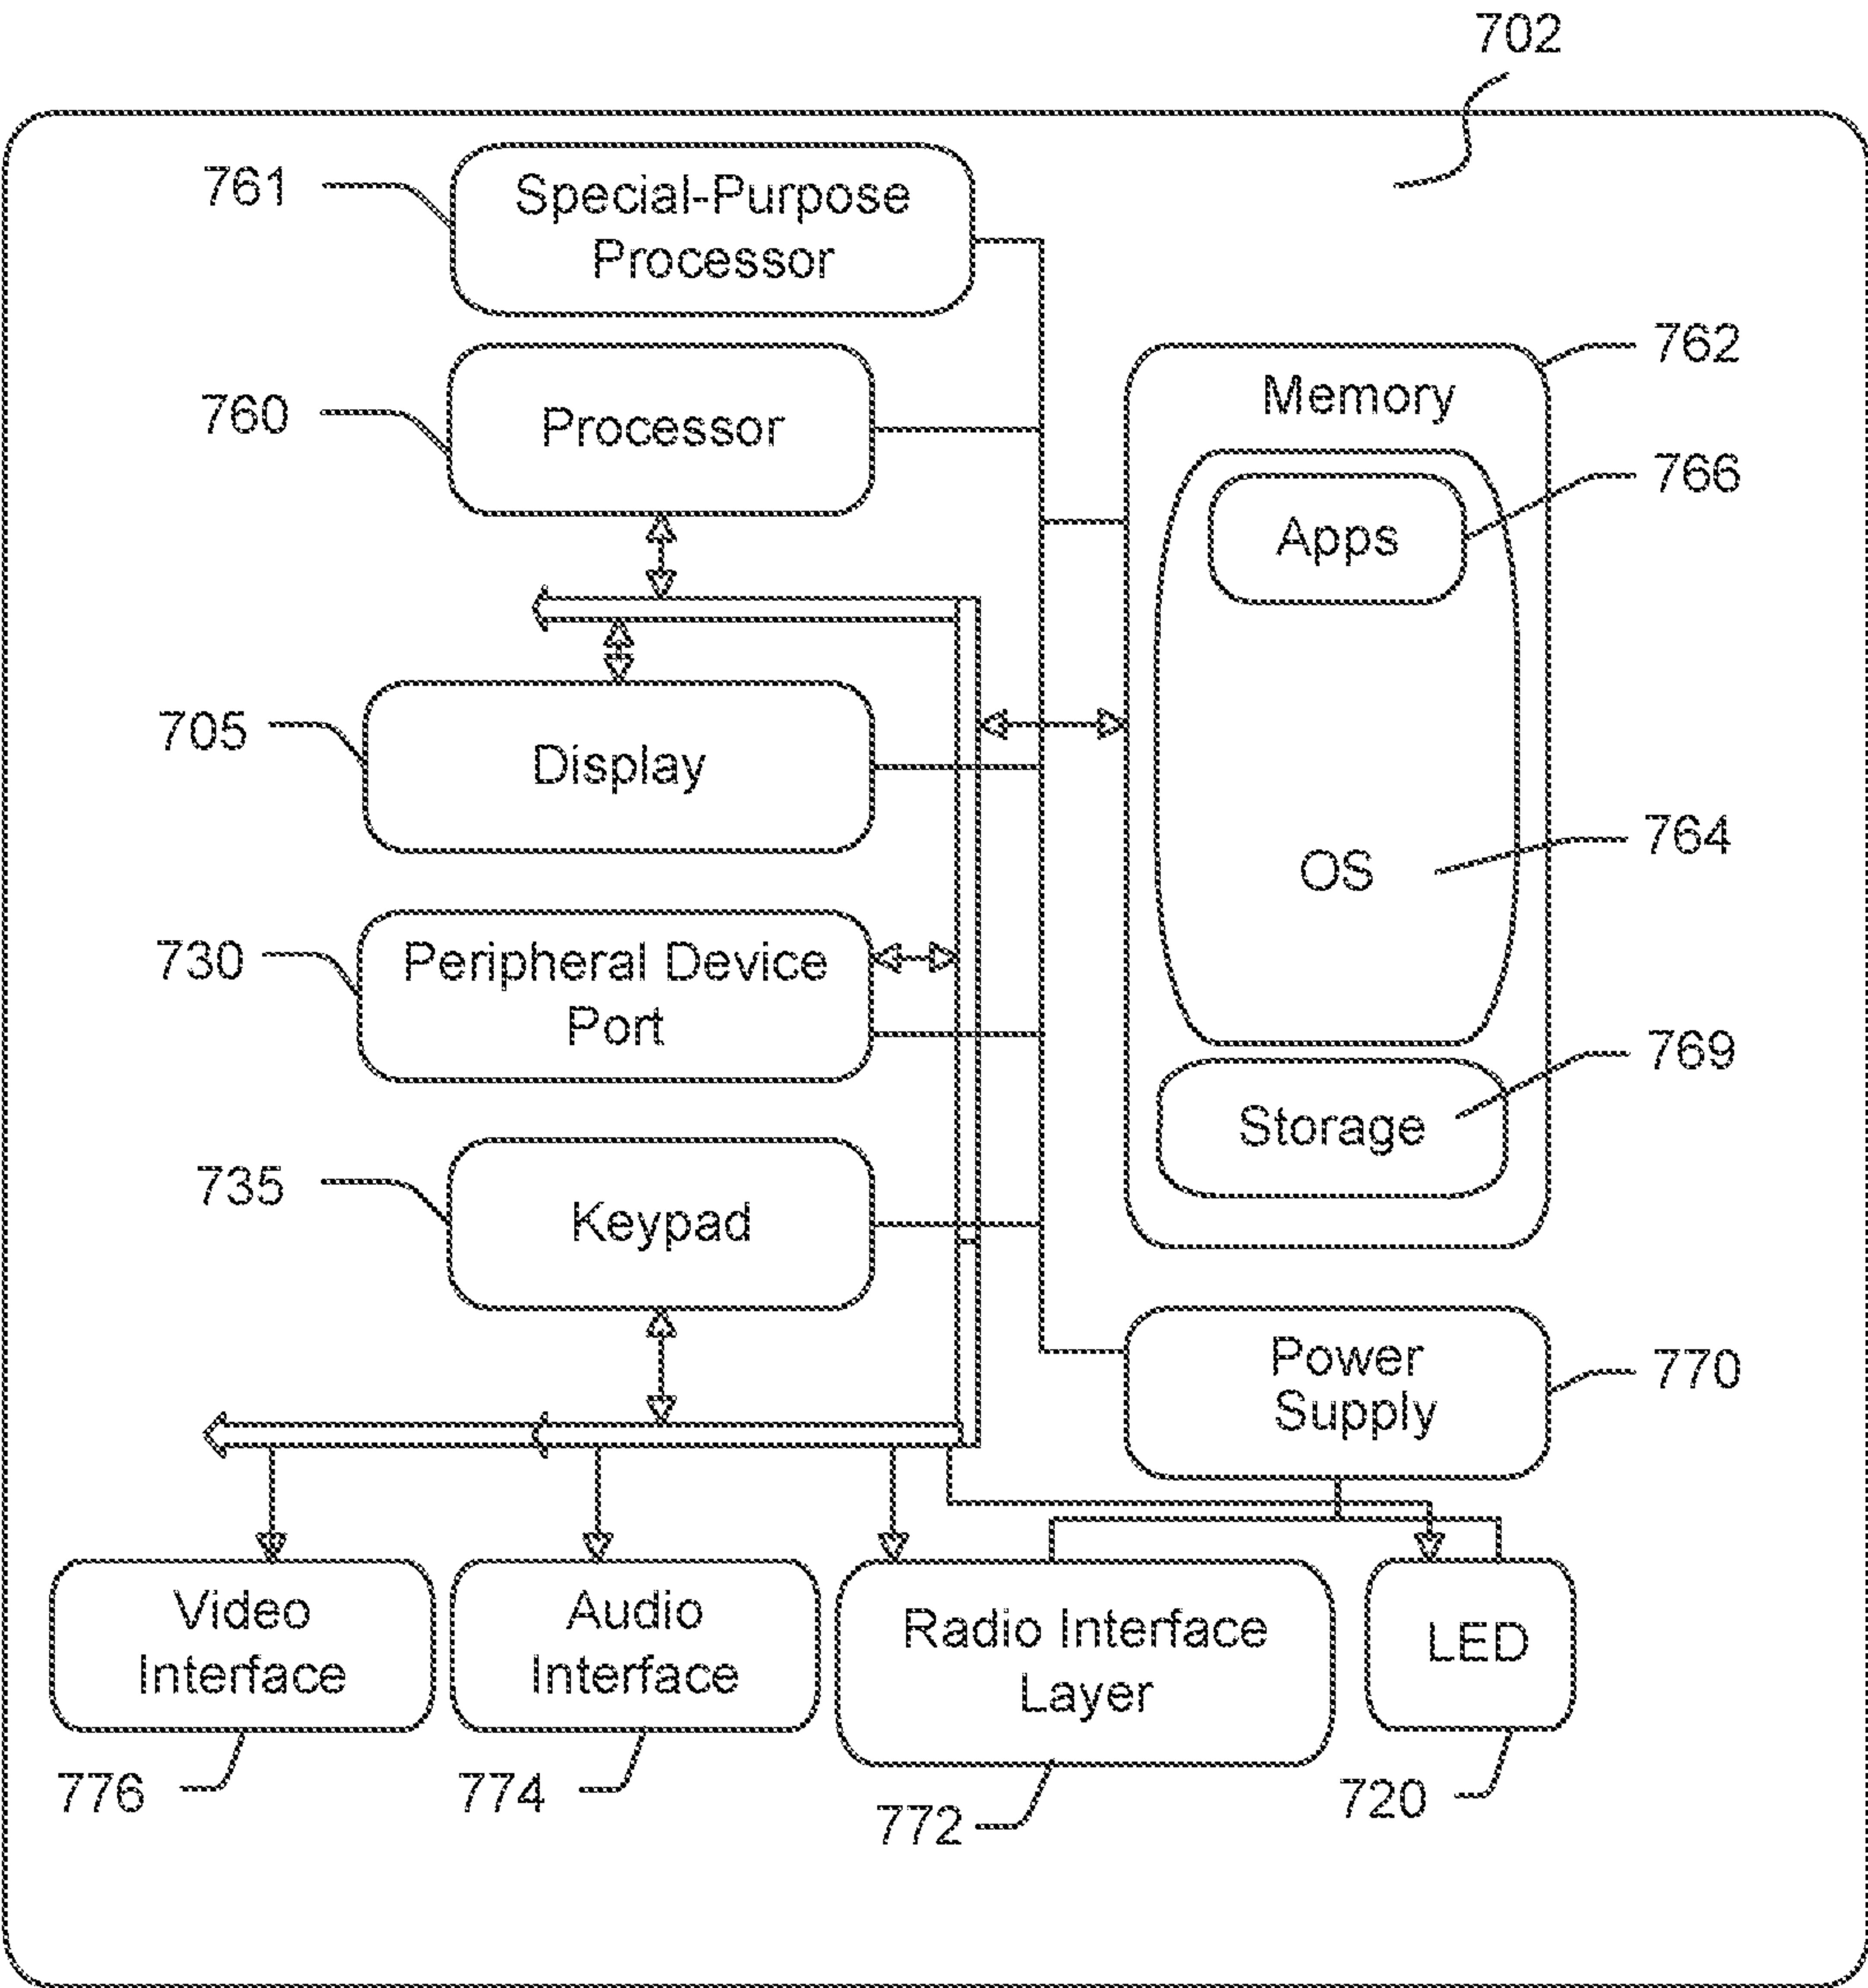 702
761
Special-Purpose
Processor
762
Memory
760
Processor
766
Apps
705
Display
764
OS
730
Peripheral Device
Port
769
Storage
735
Keypad
Power
Supply
770
Video
Interface
Audio
Interface
Radio Interface
Layer
LED
776
774
772
720